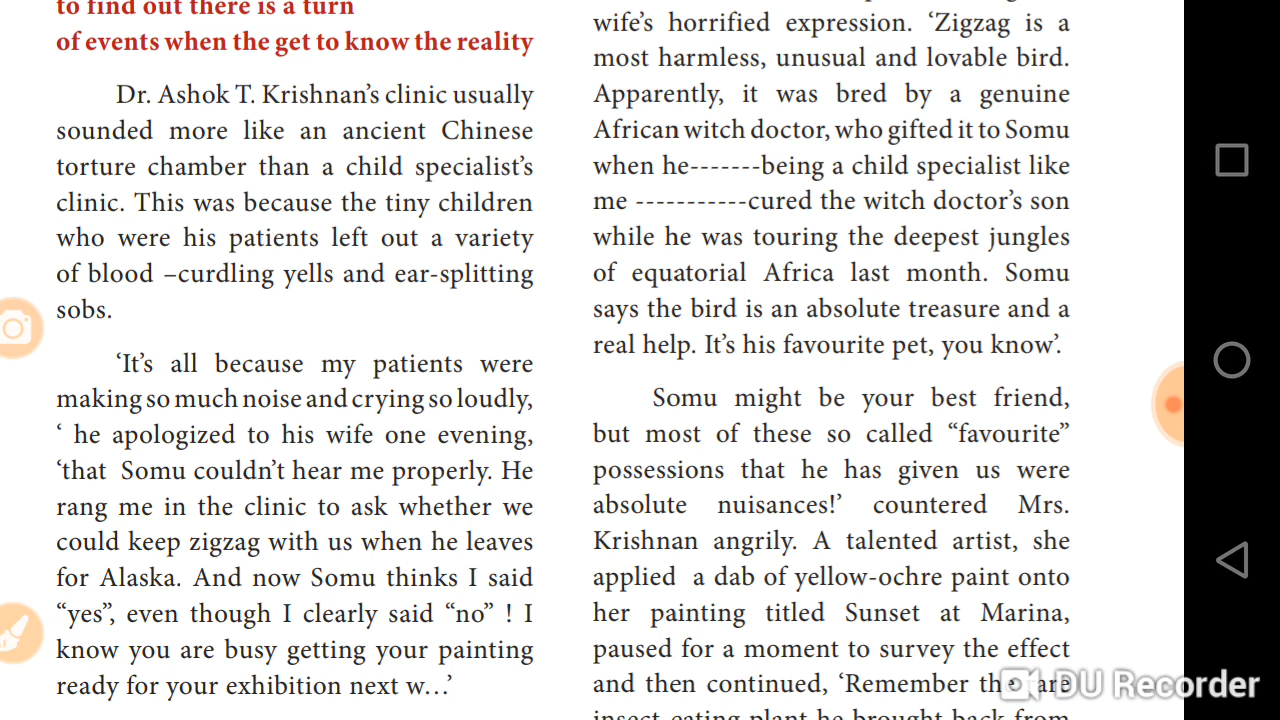 to find out there is a turn
of events when the get to know the reality
Dr. Ashok T. Krishnan's clinic usually
sounded more like an ancient Chinese
torture chamber than a child specialist's
clinic. This was because the tiny children
who were his patients left out a variety
of blood –curdling yells and ear-splitting
sobs.
‘It's all because my patients were
making so much noise and crying so loudly,
‘ he apologized to his wife one evening,
‘that Somu couldn't hear me properly. He
rang me in the clinic to ask whether we
could keep zigzag with us when he leaves
for Alaska. And now Somu thinks I said
“yes”, even though I clearly said “no” ! I
know you are busy getting your painting
ready for your exhibition next w...’
wife's horrified expression. ‘Zigzag is a
most harmless, unusual and lovable bird.
Apparently, it was bred by a genuine
African witch doctor, who gifted it to Somu
when he-------being a child specialist like
me -----------cured the witch doctor's son
while he was touring the deepest jungles
of equatorial Africa last month. Somu
says the bird is an absolute treasure and a
real help. It's his favourite pet, you know’.
Somu might be your best friend,
but most of these so called “favourite”
possessions that he has given us were
absolute nuisances!’ countered Mrs.
Krishnan angrily. A talented artist, she
applied a dab of yellow-ochre paint onto
her painting titled Sunset at Marina,
paused for a moment to survey the effect
and then continued, ‘Remember the
insect eating plant he brought back from
DU Recorder